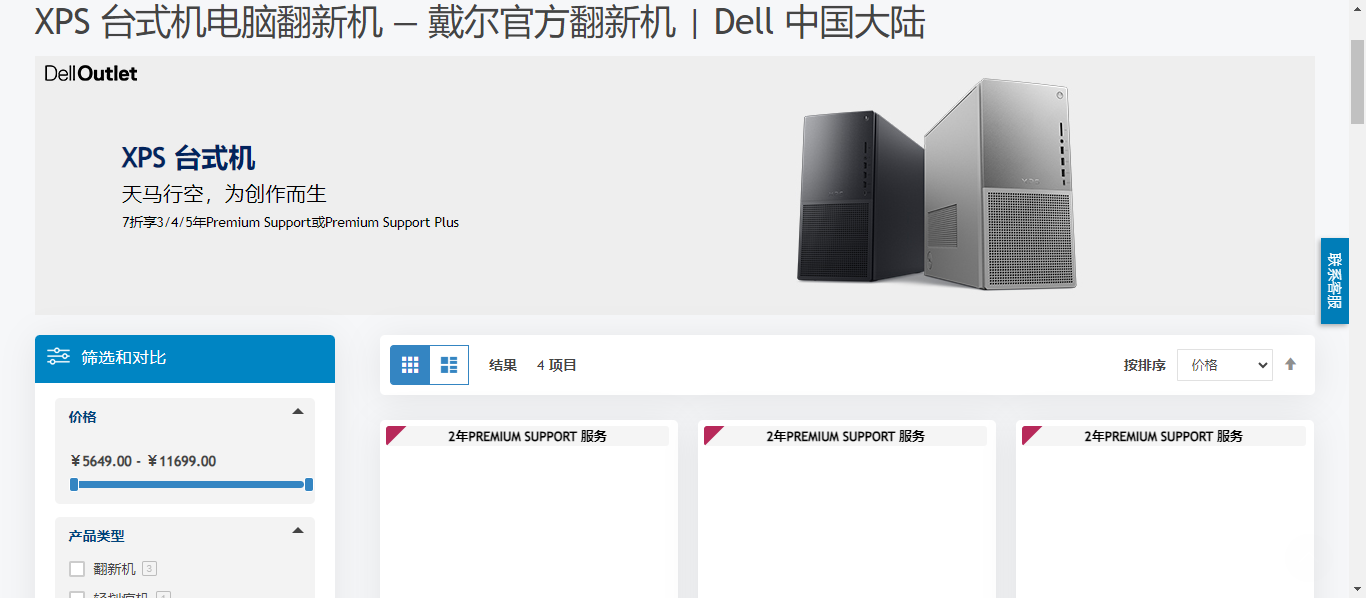 XPS 台式机电脑翻新机 — 戴尔官方翻新机 | Dell 中国大陆
DellOutlet
XPS 台式机
天马行空，为创作而生
7折享3/4/5年Premium Support或Premium Support Plus
联系客服
筛选和对比
结果 4 项目
按排序 价格
价格
￥5649.00 - ￥11699.00
2年PREMIUM SUPPORT 服务
2年PREMIUM SUPPORT 服务
2年PREMIUM SUPPORT 服务
产品类型
翻新机 3